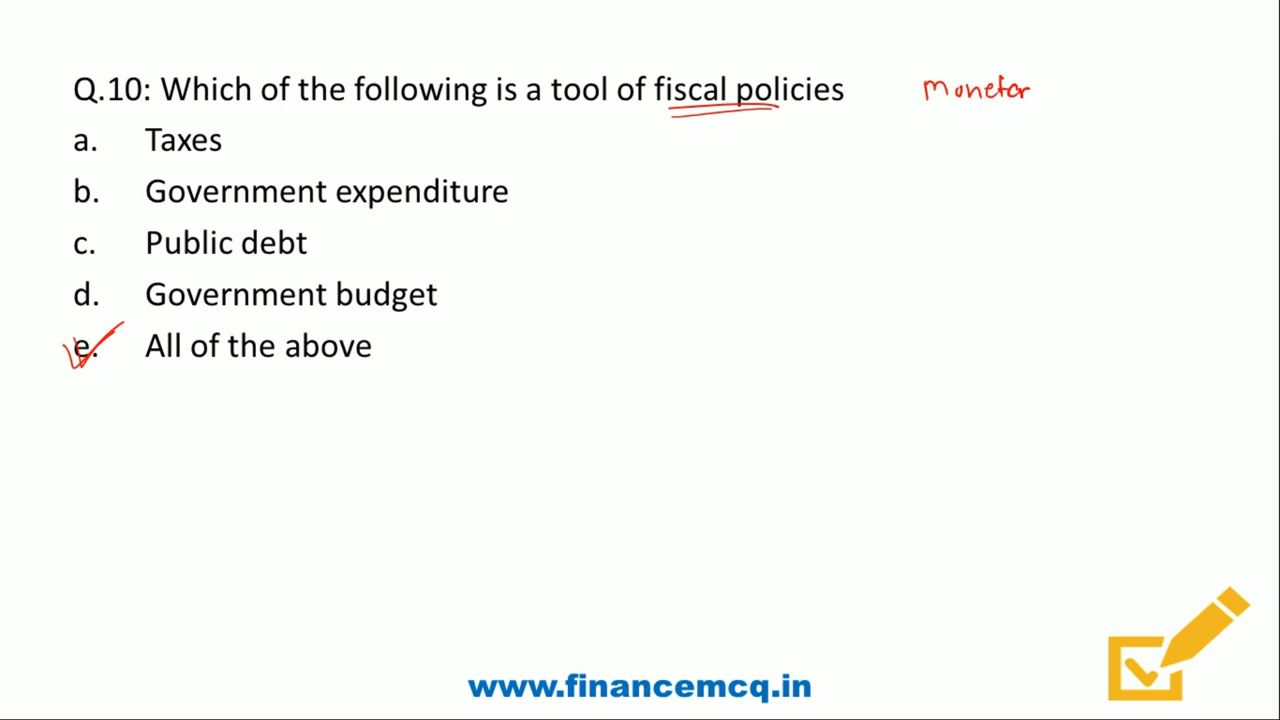 Q.10: Which of the following is a tool of fiscal policies monetar
a. Taxes
b. Government expenditure
c. Public debt
d. Government budget
e. All of the above
www.financemcq.in